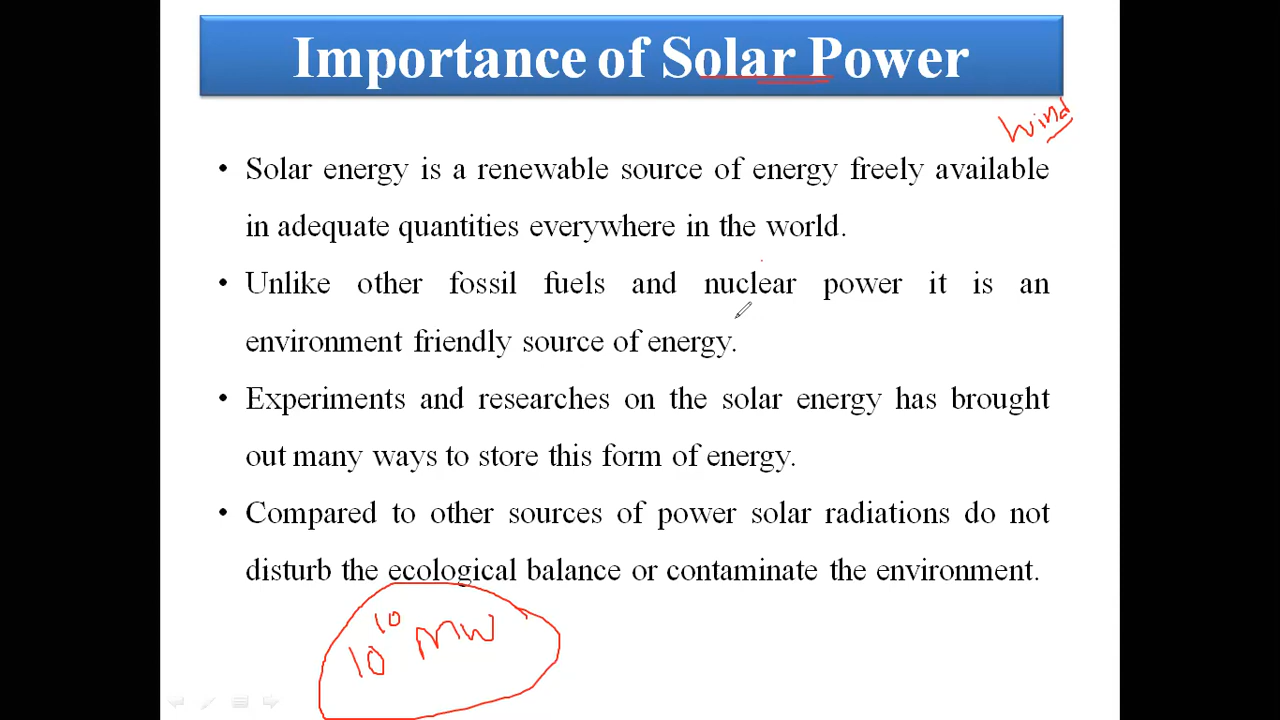 Importance of Solar Power
wind
• Solar energy is a renewable source of energy freely available
in adequate quantities everywhere in the world.
• Unlike other fossil fuels and nuclear power it is an
environment friendly source of energy.
• Experiments and researches on the solar energy has brought
out many ways to store this form of energy.
• Compared to other sources of power solar radiations do not
disturb the ecological balance or contaminate the environment.
10¹⁰ MW